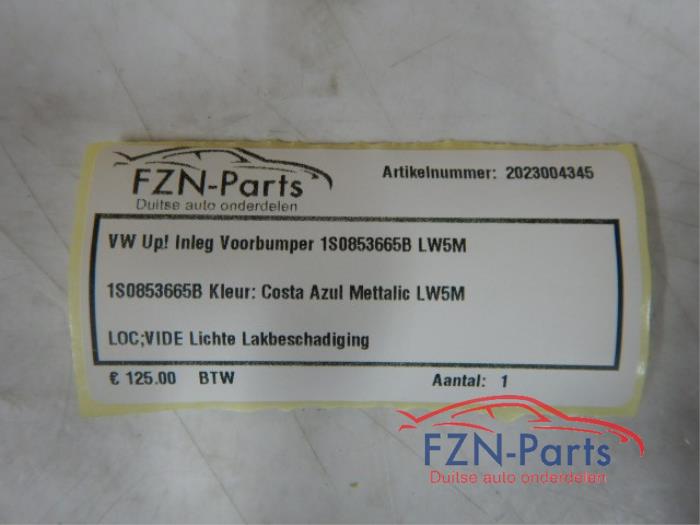 FZN-Parts
Duitse auto onderdelen
Artikelnummer: 2023004345
VW Up! Inleg Voorbumper 1S0853665B LW5M
1S0853665B Kleur: Costa Azul Mettalic LW5M
LOC;VIDE Lichte Lakbeschadiging
€ 125.00 BTW Aantal: 1
FZN-Parts
Duitse auto onderdelen